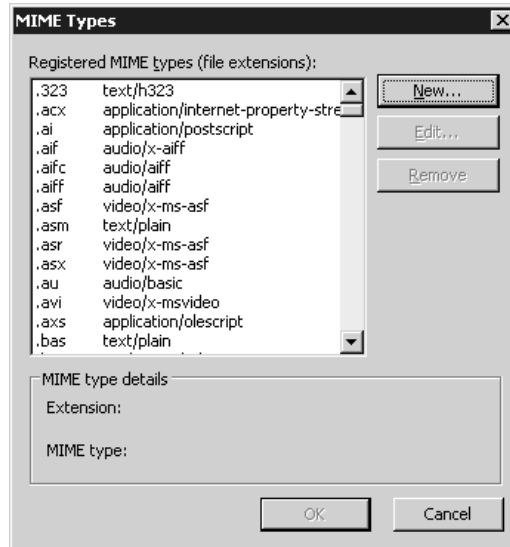 MIME Types
Registered MIME types (file extensions):
.323 text/h323
.acx application/internet-property-stre
.ai application/postscript
.aif audio/x-aiff
.aifc audio/aiff
.aiff audio/aiff
.asf video/x-ms-asf
.asm text/plain
.asr video/x-ms-asf
.asx video/x-ms-asf
.au audio/basic
.avi video/x-msvideo
.axs application/olescript
.bas text/plain
New...
Edit...
Remove
MIME type details
Extension:
MIME type:
OK Cancel